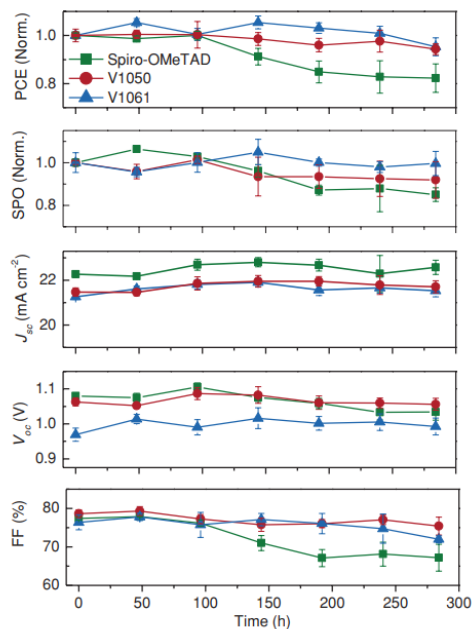 PCE (Norm.)
1.0
0.8
Spiro-OMeTAD
V1050
V1061
SPO (Norm.)
1.0
0.8
Jsc (mA cm-2)
22
20
Voc (V)
1.1
1.0
0.9
FF (%)
80
70
60
0 50 100 150 200 250 300
Time (h)